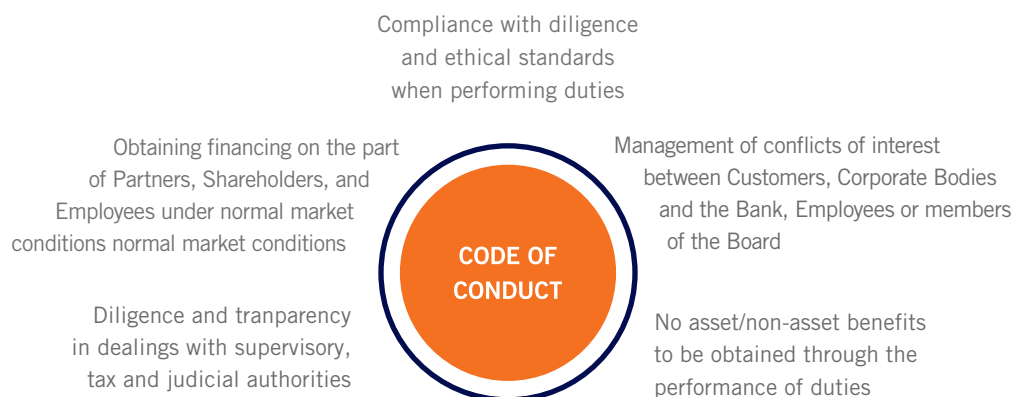 Compliance with diligence
and ethical standards
when performing duties
Obtaining financing on the part
of Partners, Shareholders, and
Employees under normal market
conditions normal market conditions
Management of conflicts of interest
between Customers, Corporate Bodies
and the Bank, Employees or members
of the Board
CODE OF
CONDUCT
Diligence and tranparency
in dealings with supervisory,
tax and judicial authorities
No asset/non-asset benefits
to be obtained through the
performance of duties